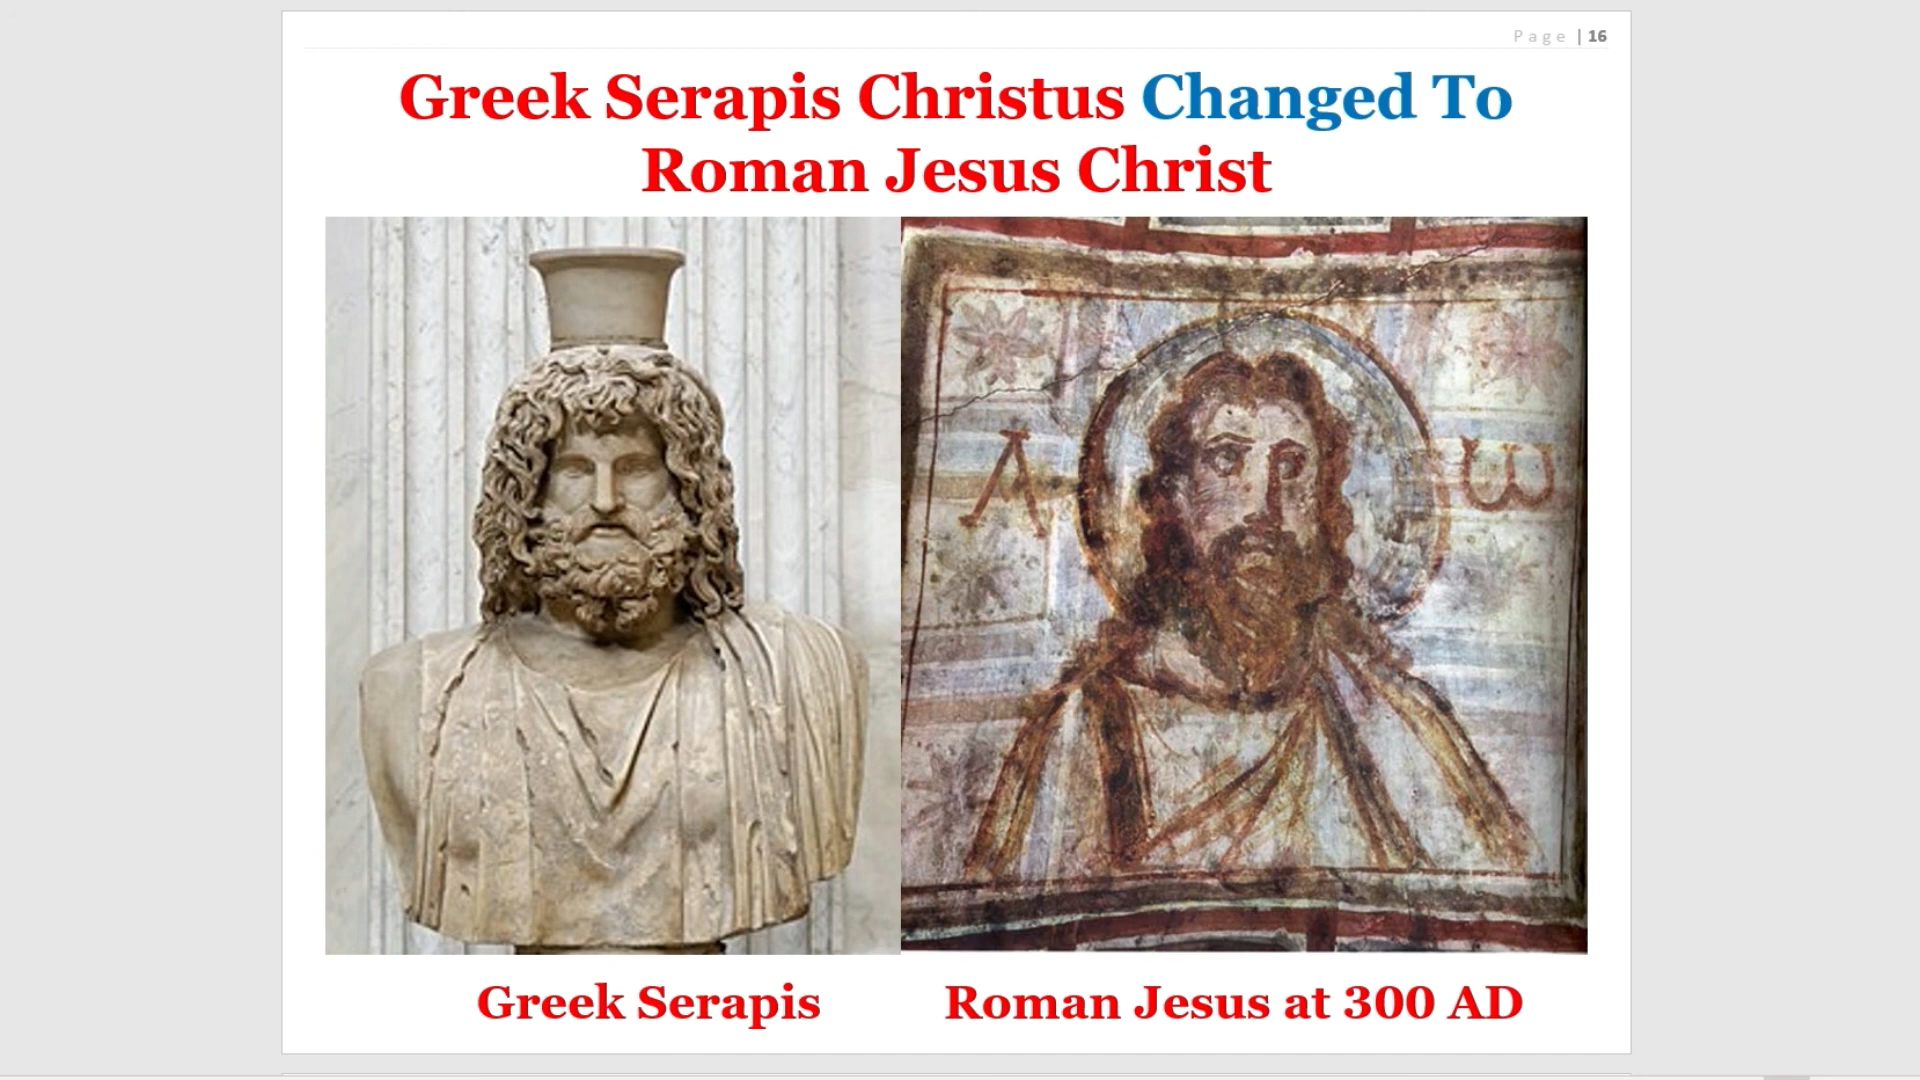 Page | 16
Greek Serapis Christus Changed To
Roman Jesus Christ
Α ω
Greek Serapis
Roman Jesus at 300 AD